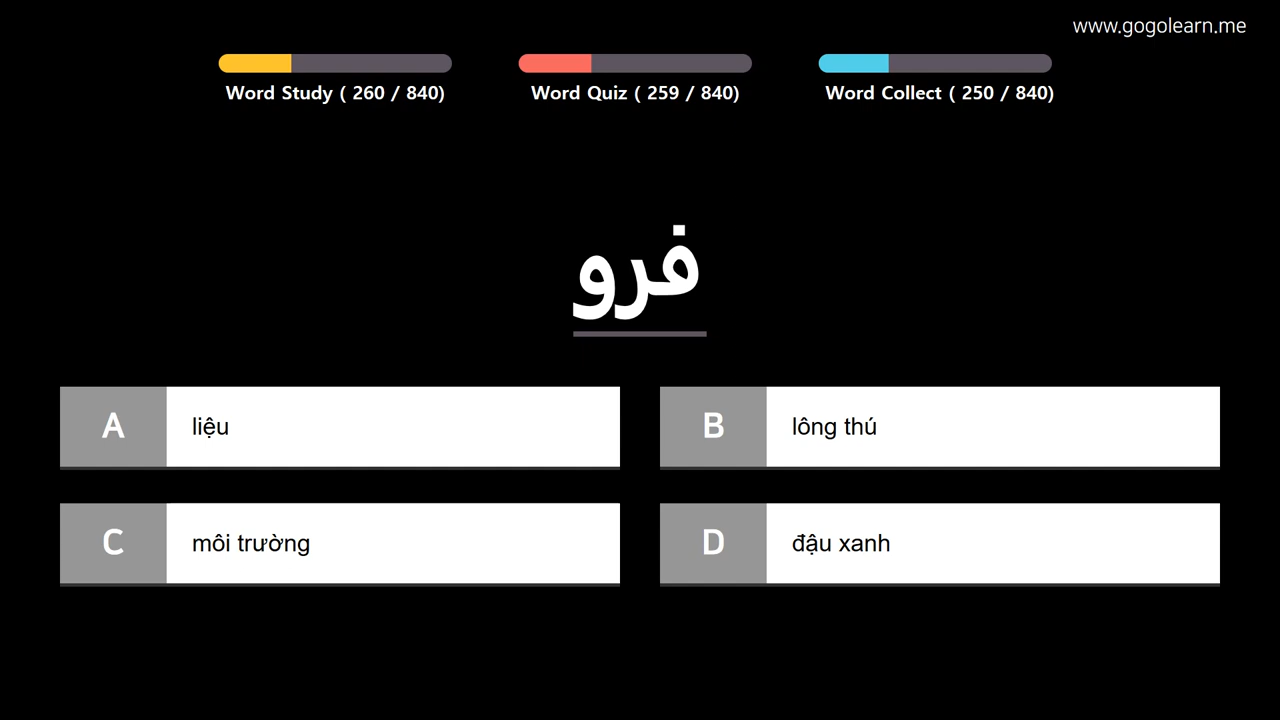 www.gogolearn.me
Word Study ( 260 / 840)
Word Quiz ( 259 / 840)
Word Collect ( 250 / 840)
فرو
A liệu
B lông thú
C môi trường
D đậu xanh